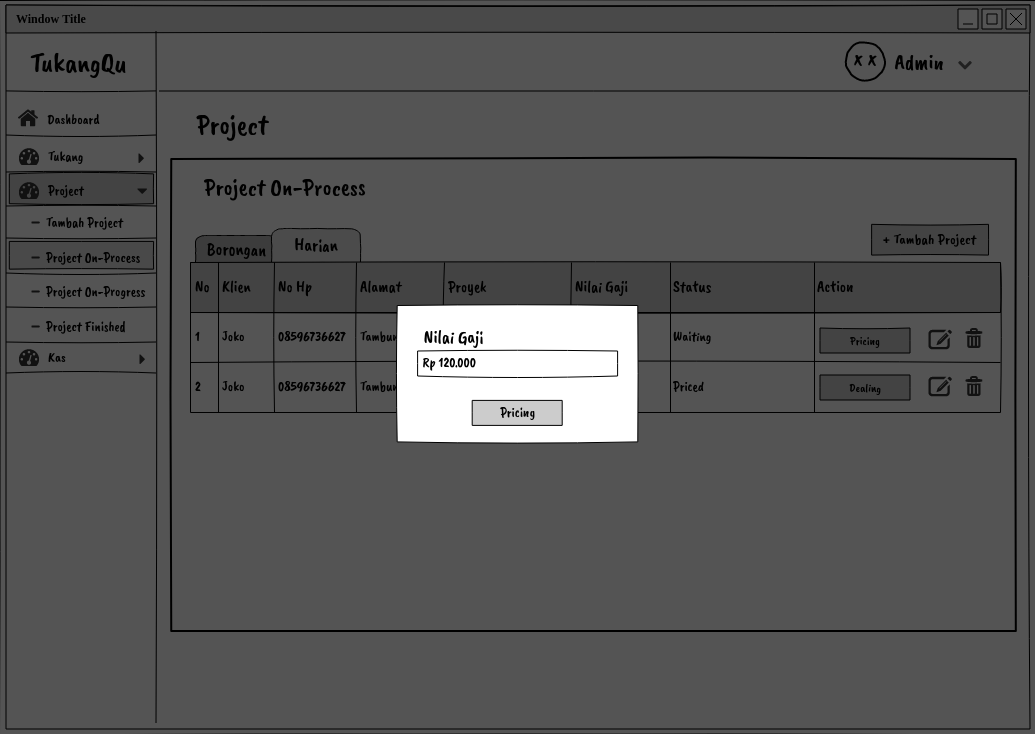 Window Title
TukangQu
Admin
Dashboard
Tukang
Project
Tambah Project
Project On-Process
Project On-Progress
Project Finished
Kas
Project
Project On-Process
Borongan
Harian
+ Tambah Project
No Klien No Hp Alamat Proyek Nilai Gaji Status Action
1 Joko 08596736627 Waiting Pricing
2 Joko 08596736627 Priced Dealing
Nilai Gaji
Rp 120.000
Pricing